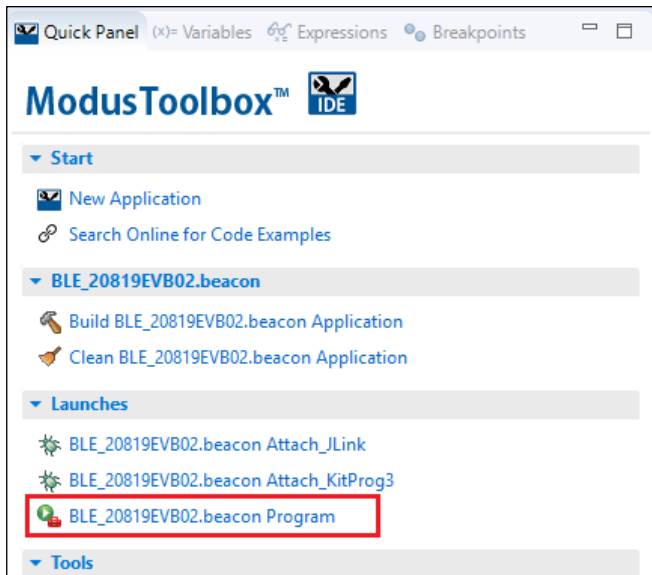 Quick Panel (x)= Variables Expressions Breakpoints
ModusToolbox™ IDE
Start
New Application
Search Online for Code Examples
BLE_20819EVB02.beacon
Build BLE_20819EVB02.beacon Application
Clean BLE_20819EVB02.beacon Application
Launches
BLE_20819EVB02.beacon Attach_JLink
BLE_20819EVB02.beacon Attach_KitProg3
BLE_20819EVB02.beacon Program
Tools